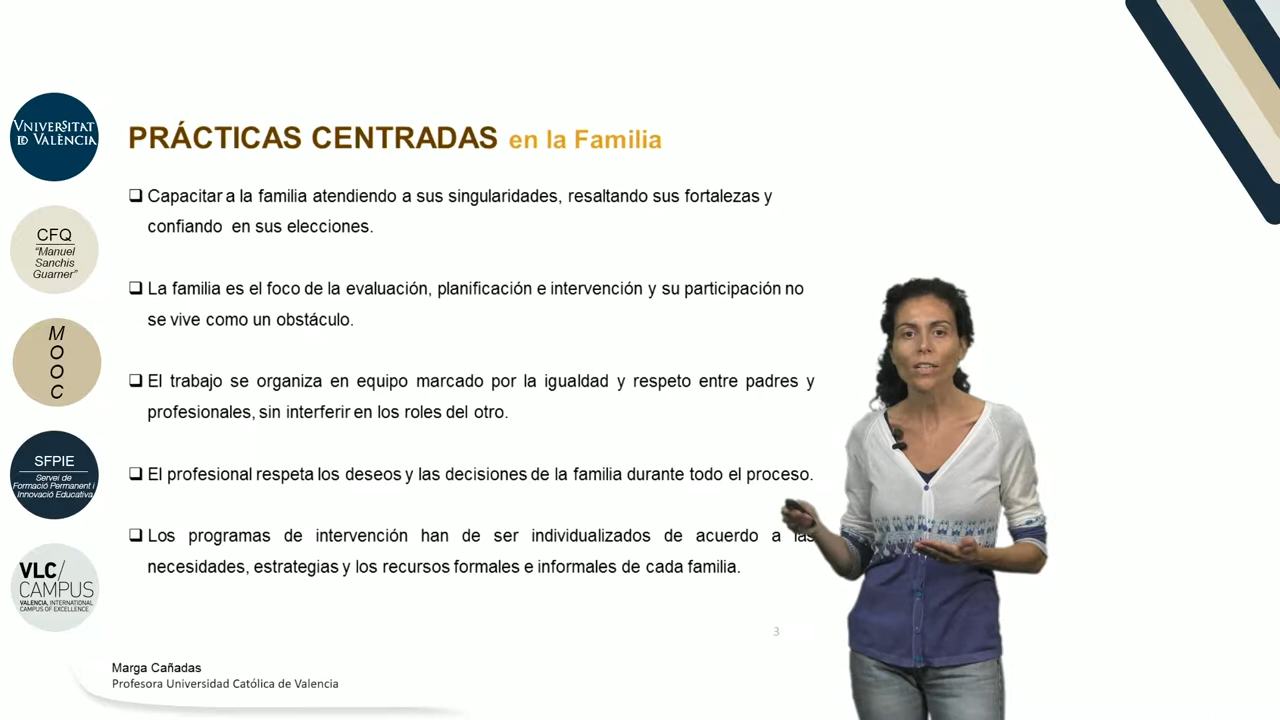 VNIVERSITAT
ID VALÈNCIA
CFQ
"Manuel
Sanchis
Guarner"
M
O
O
C
SFPIE
Servei de
Formació Permanent i
Innovació Educativa
VLC/
CAMPUS
VALENCIA, INTERNATIONAL
CAMPUS OF EXCELLENCE
PRÁCTICAS CENTRADAS en la Familia
❑ Capacitar a la familia atendiendo a sus singularidades, resaltando sus fortalezas y
confiando en sus elecciones.
❑ La familia es el foco de la evaluación, planificación e intervención y su participación no
se vive como un obstáculo.
❑ El trabajo se organiza en equipo marcado por la igualdad y respeto entre padres y
profesionales, sin interferir en los roles del otro.
❑ El profesional respeta los deseos y las decisiones de la familia durante todo el proceso.
❑ Los programas de intervención han de ser individualizados de acuerdo a las
necesidades, estrategias y los recursos formales e informales de cada familia.
3
Marga Cañadas
Profesora Universidad Católica de Valencia